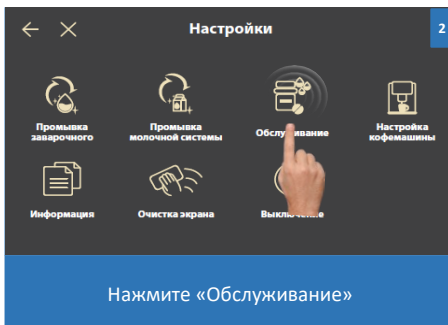 Настройки
2
Промывка
заварочного
Промывка
молочной системы
Обслуживание
Настройка
кофемашины
Информация
Очистка экрана
Выключение
Нажмите «Обслуживание»